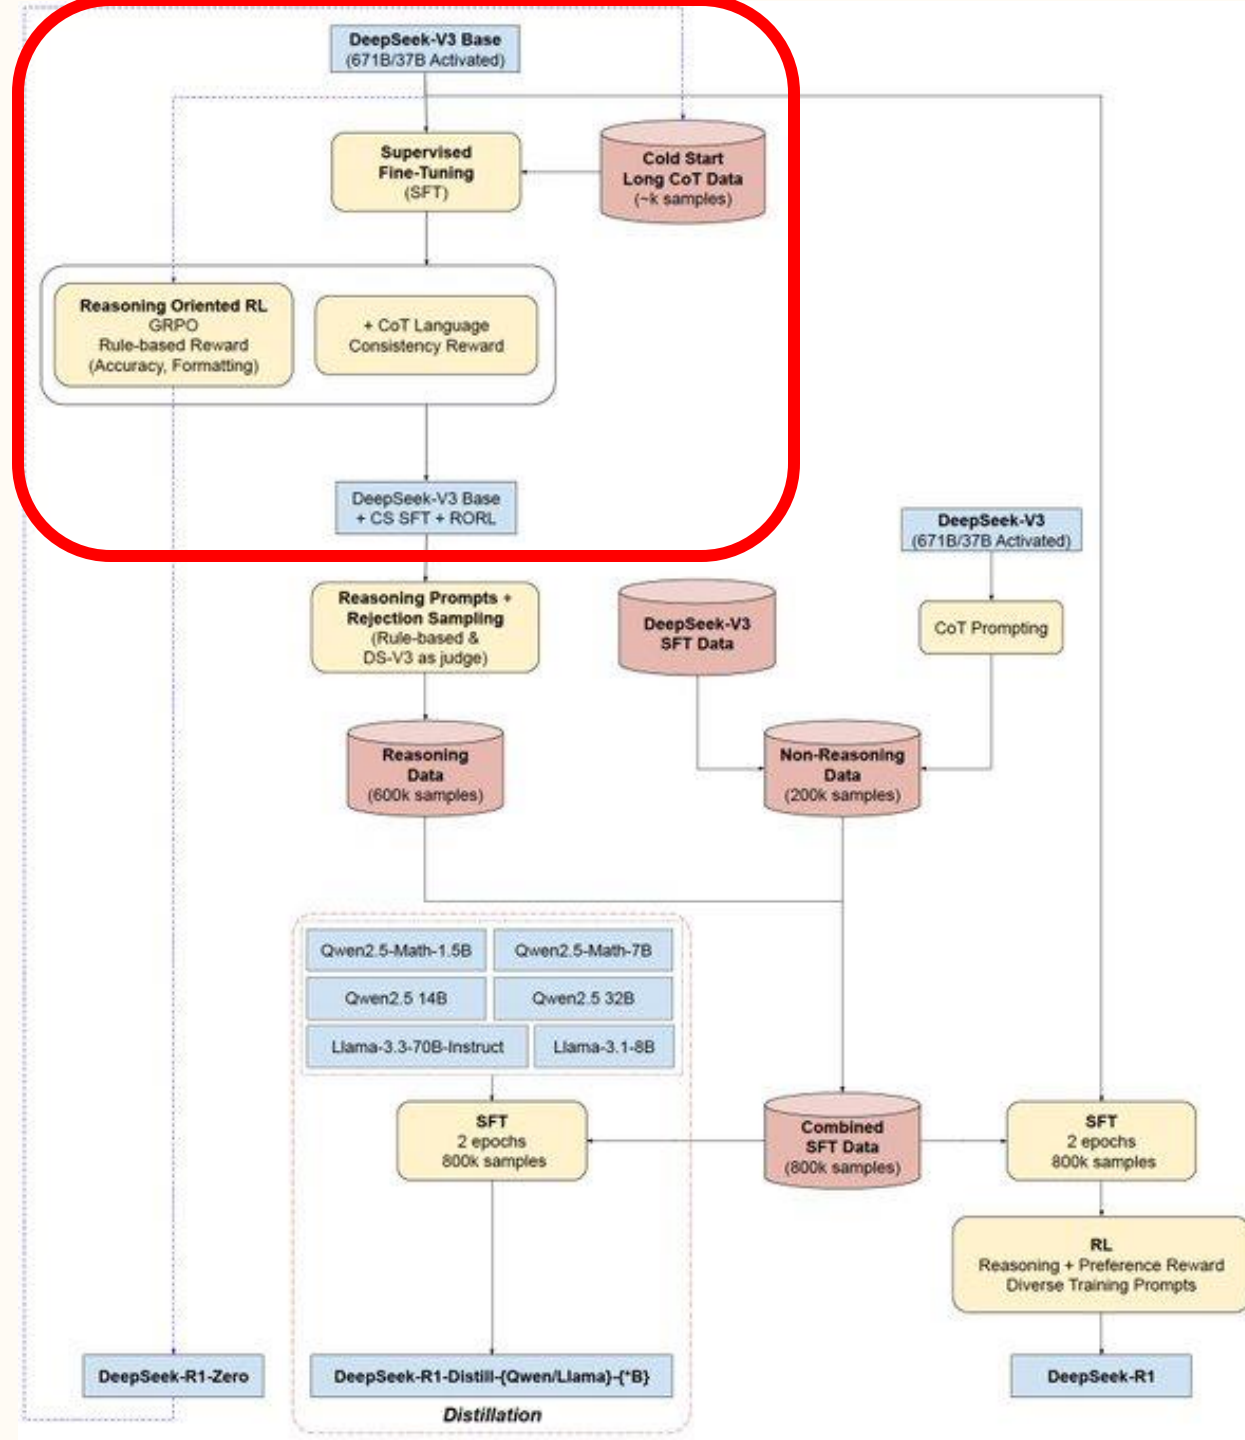 DeepSeek-V3 Base
(671B/37B Activated)
Supervised
Fine-Tuning
(SFT)
Cold Start
Long CoT Data
(~k samples)
Reasoning Oriented RL
GRPO
Rule-based Reward
(Accuracy, Formatting)
+ CoT Language
Consistency Reward
DeepSeek-V3 Base
+ CS SFT + RORL
DeepSeek-V3
(671B/37B Activated)
Reasoning Prompts +
Rejection Sampling
(Rule-based &
DS-V3 as judge)
DeepSeek-V3
SFT Data
CoT Prompting
Reasoning
Data
(600k samples)
Non-Reasoning
Data
(200k samples)
Qwen2.5-Math-1.5B
Qwen2.5-Math-7B
Qwen2.5 14B
Qwen2.5 32B
Llama-3.3-70B-Instruct
Llama-3.1-8B
SFT
2 epochs
800k samples
Combined
SFT Data
(800k samples)
SFT
2 epochs
800k samples
RL
Reasoning + Preference Reward
Diverse Training Prompts
DeepSeek-R1-Zero
DeepSeek-R1-Distill-{Qwen/Llama}-{*B}
DeepSeek-R1
Distillation